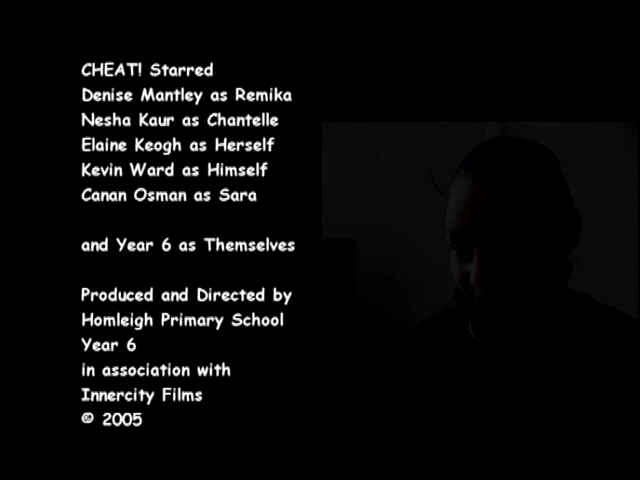 CHEAT! Starred
Denise Mantley as Remika
Nesha Kaur as Chantelle
Elaine Keogh as Herself
Kevin Ward as Himself
Canan Osman as Sara
and Year 6 as Themselves
Produced and Directed by
Homleigh Primary School
Year 6
in association with
Innercity Films
© 2005